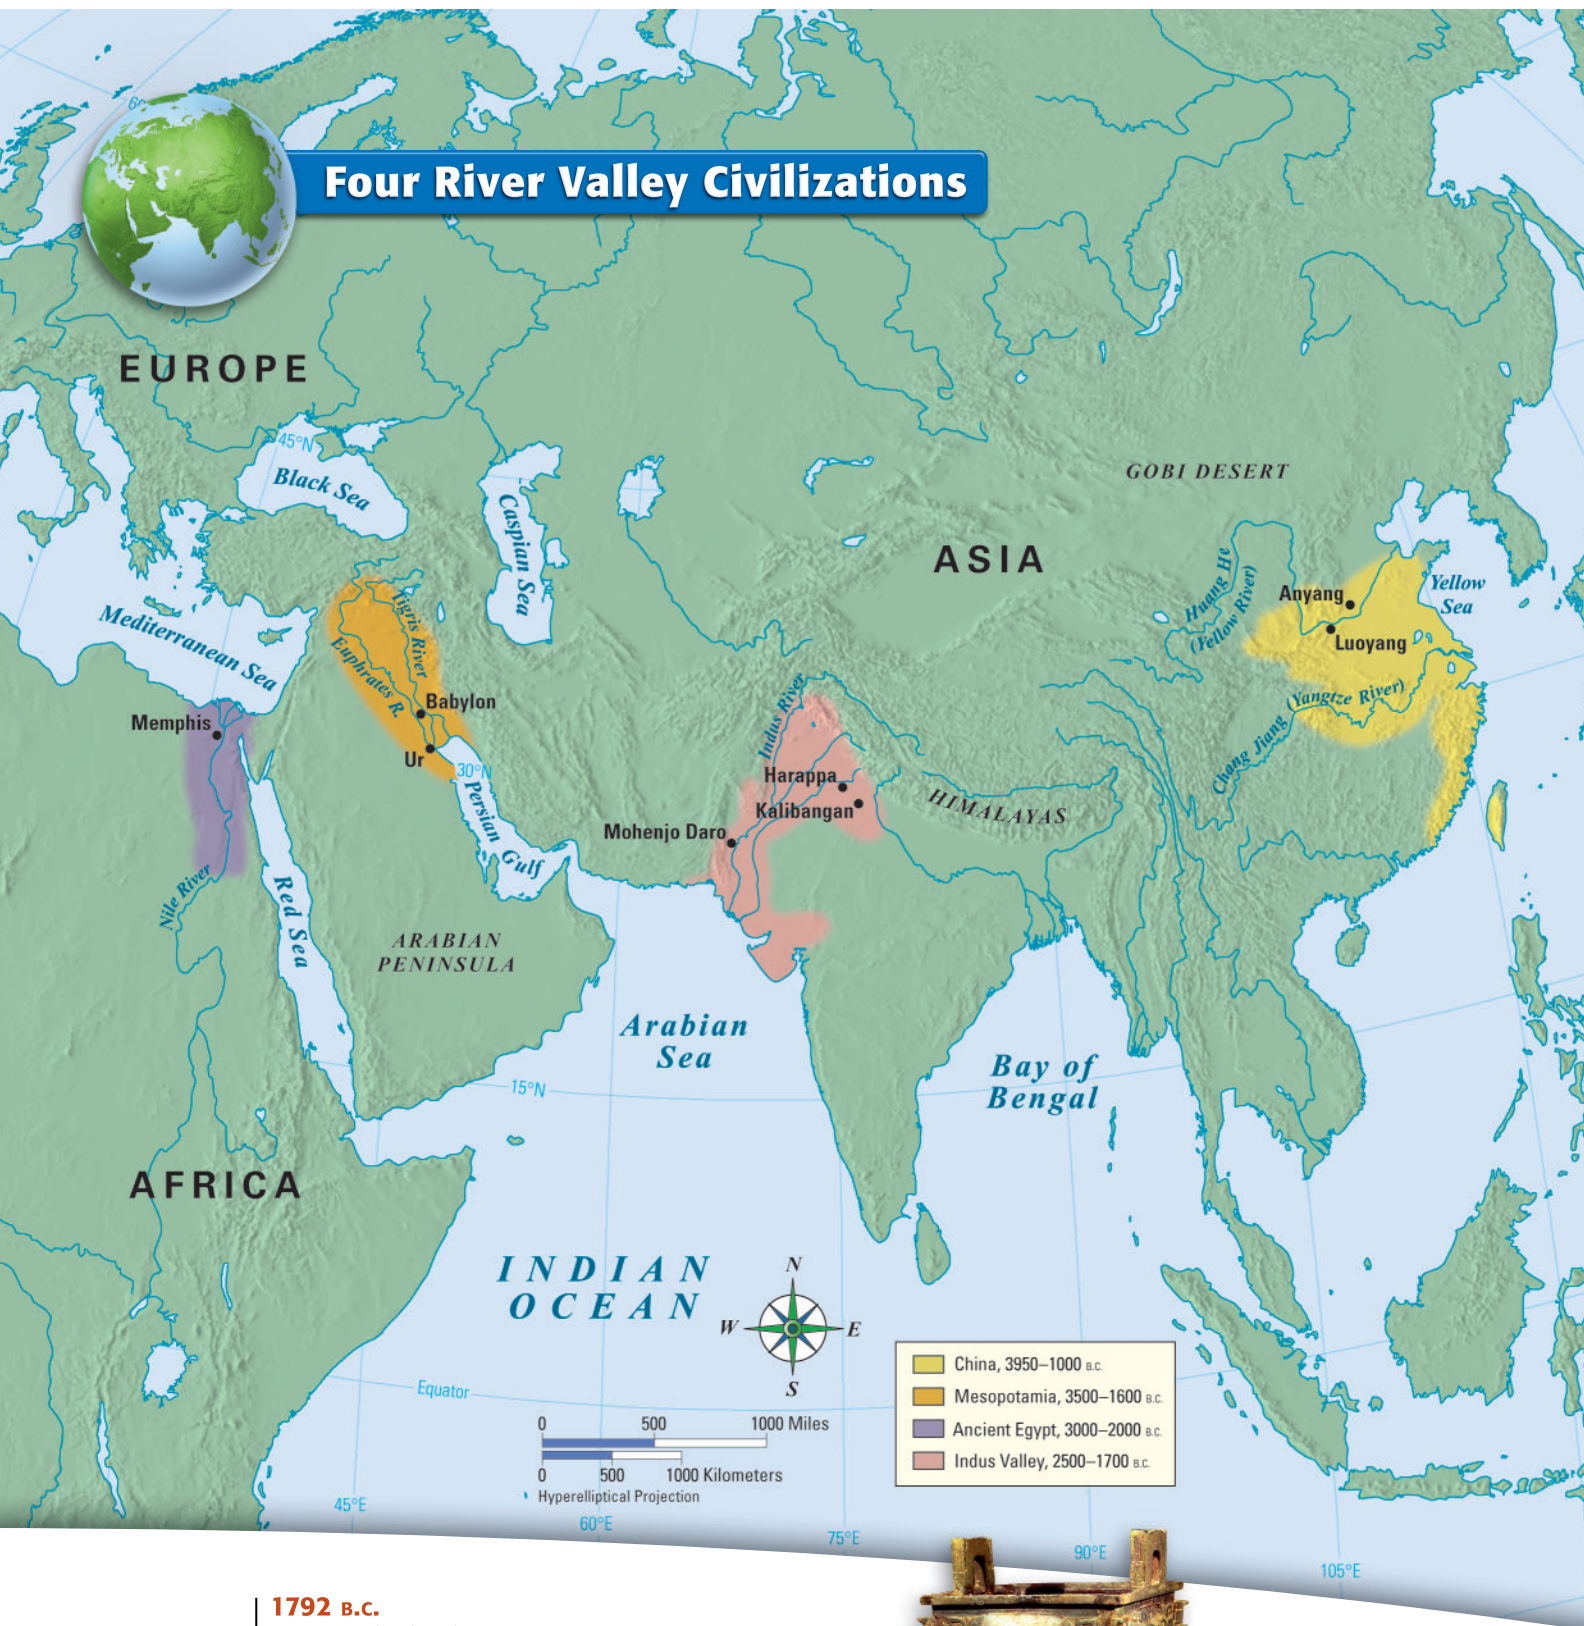 60
Four River Valley Civilizations
EUROPE
45°N
Black Sea
Caspian Sea
GOBI DESERT
ASIA
Huang He
(Yellow River)
Anyang
Luoyang
Yellow
Sea
Mediterranean Sea
Tigris River
Euphrates R.
Babylon
Ur
Memphis
30°N
Persian Gulf
Nile River
Red Sea
Indus River
Harappa
Kalibangan
Mohenjo Daro
HIMALAYAS
Chang Jiang (Yangtze River)
ARABIAN
PENINSULA
Arabian
Sea
Bay of
Bengal
15°N
AFRICA
INDIAN
OCEAN
N
W
E
S
Equator
0 500 1000 Miles
0 500 1000 Kilometers
Hyperelliptical Projection
China, 3950–1000 B.C.
Mesopotamia, 3500–1600 B.C.
Ancient Egypt, 3000–2000 B.C.
Indus Valley, 2500–1700 B.C.
45°E
60°E
75°E
90°E
105°E
1792 B.C.